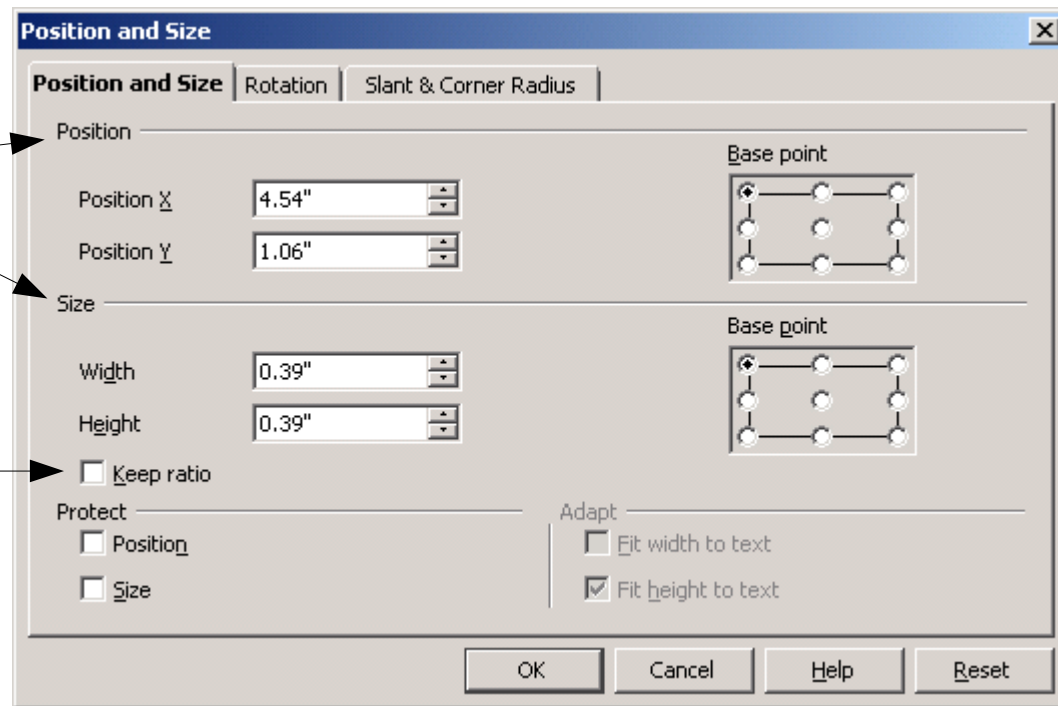 Position and Size
Position and Size Rotation Slant & Corner Radius
Position
Base point
Position X 4.54"
Position Y 1.06"
Size
Base point
Width 0.39"
Height 0.39"
Keep ratio
Protect Adapt
Position Fit width to text
Size Fit height to text
OK Cancel Help Reset